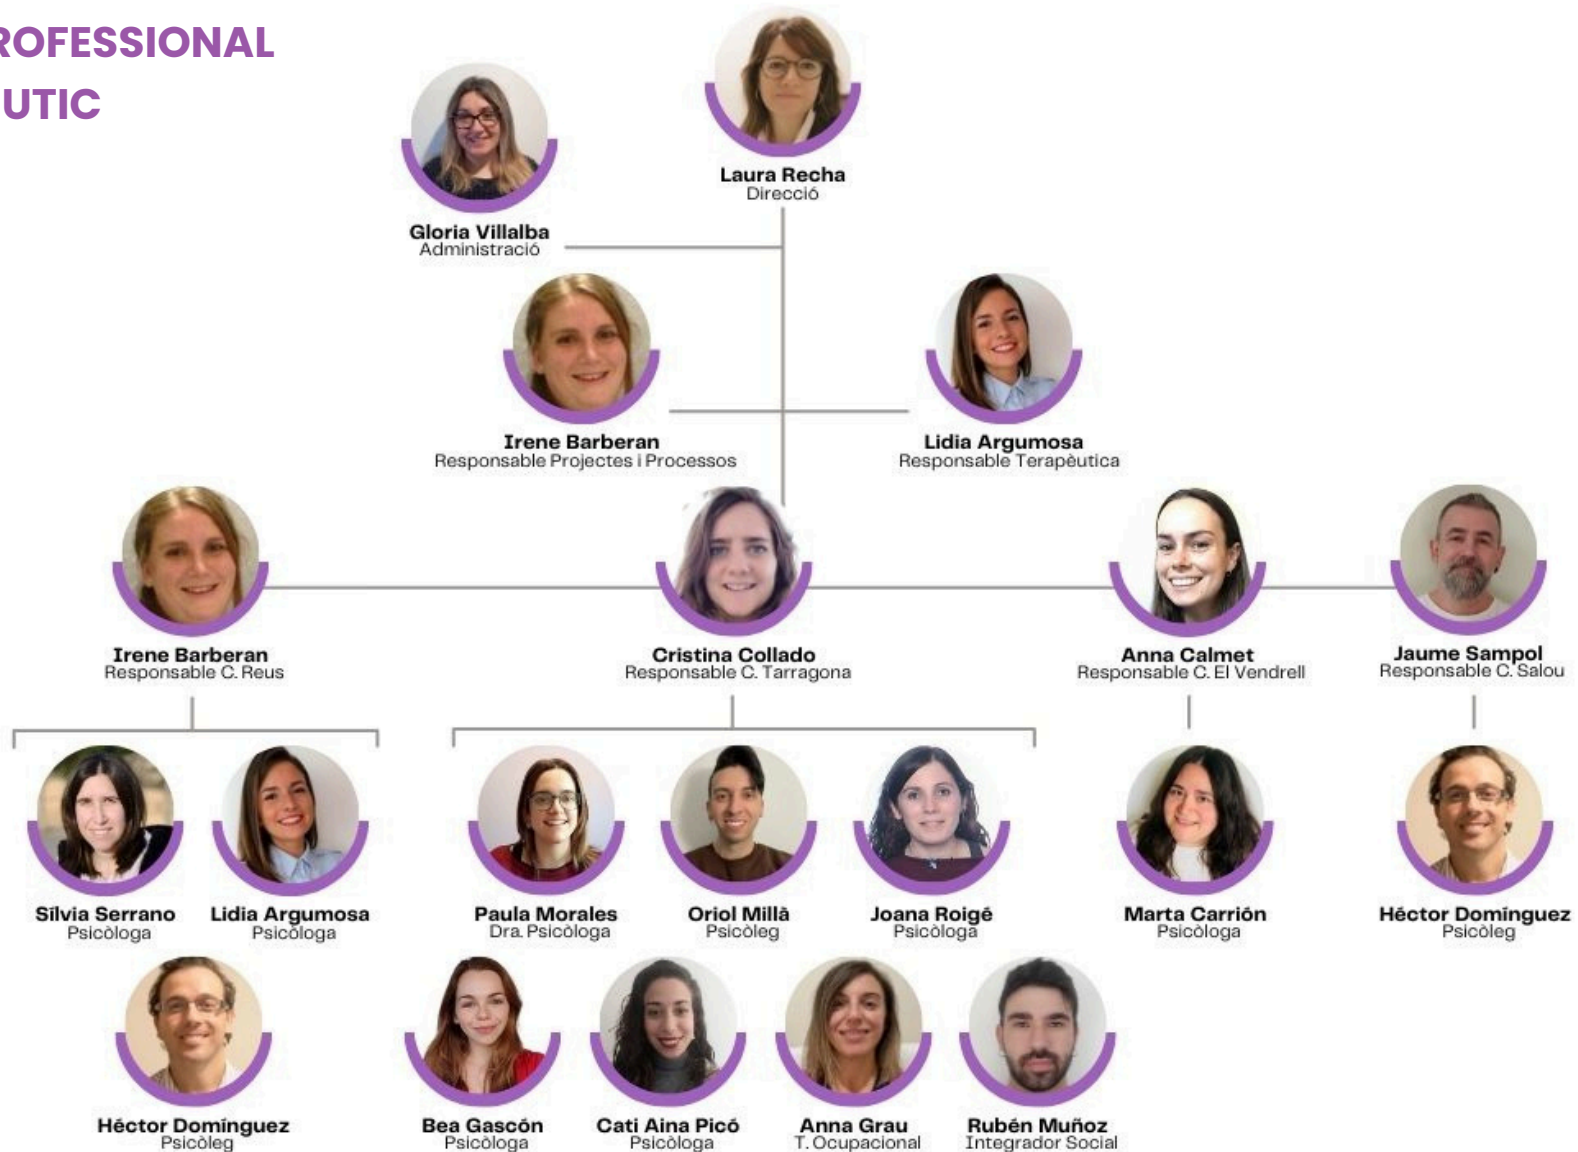 ROFESSIONAL
UTIC
Laura Recha
Direcció
Gloria Villalba
Administració
Irene Barberan
Responsable Projectes i Processos
Lidia Argumosa
Responsable Terapèutica
Irene Barberan
Responsable C. Reus
Cristina Collado
Responsable C. Tarragona
Anna Calmet
Responsable C. El Vendrell
Jaume Sampol
Responsable C. Salou
Sílvia Serrano
Psicòloga
Lidia Argumosa
Psicòloga
Paula Morales
Dra. Psicòloga
Oriol Millà
Psicòleg
Joana Roigé
Psicòloga
Marta Carrión
Psicòloga
Héctor Domínguez
Psicòleg
Héctor Domínguez
Psicòleg
Bea Gascón
Psicòloga
Cati Aina Picó
Psicòloga
Anna Grau
T. Ocupacional
Rubén Muñoz
Integrador Social